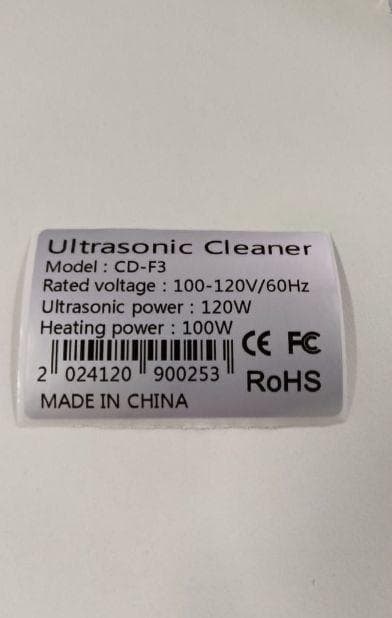 Ultrasonic Cleaner
Model : CD-F3
Rated voltage : 100-120V/60Hz
Ultrasonic power : 120W
Heating power : 100W
CE FC
2 024120 900253
RoHS
MADE IN CHINA